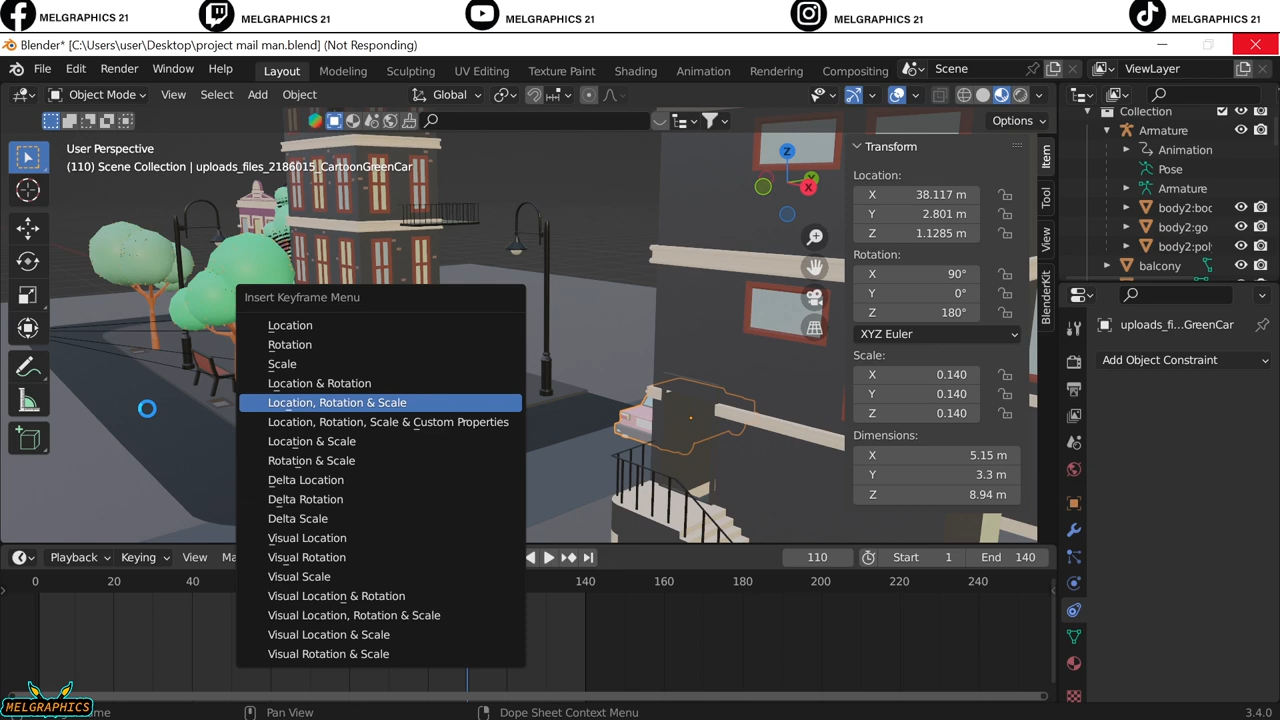 MELGRAPHICS 21
MELGRAPHICS 21
MELGRAPHICS 21
MELGRAPHICS 21
MELGRAPHICS 21
Blender* [C:\Users\user\Desktop\project mail man.blend] (Not Responding)
File Edit Render Window Help
Layout Modeling Sculpting UV Editing Texture Paint Shading Animation Rendering Compositing
Scene
ViewLayer
Object Mode View Select Add Object
Global
Options
User Perspective
(110) Scene Collection | uploads_files_2186015_CartoonGreenCar
Z
Y
X
Insert Keyframe Menu
Location
Rotation
Scale
Location & Rotation
Location, Rotation & Scale
Location, Rotation, Scale & Custom Properties
Location & Scale
Rotation & Scale
Delta Location
Delta Rotation
Delta Scale
Visual Location
Visual Rotation
Visual Scale
Visual Location & Rotation
Visual Location, Rotation & Scale
Visual Location & Scale
Visual Rotation & Scale
Transform
Location:
X 38.117 m
Y 2.801 m
Z 1.1285 m
Rotation:
X 90°
Y 0°
Z 180°
XYZ Euler
Scale:
X 0.140
Y 0.140
Z 0.140
Dimensions:
X 5.15 m
Y 3.3 m
Z 8.94 m
Item
Tool
View
BlenderKit
Collection
Armature
Animation
Pose
Armature
body2:boc
body2:go
body2:pol
balcony
uploads_fi...GreenCar
Add Object Constraint
Playback Keying View Ma
110 Start 1 End 140
0 20 40 140 160 180 200 220 240
MELGRAPHICS
Pan View
Dope Sheet Context Menu
3.4.0